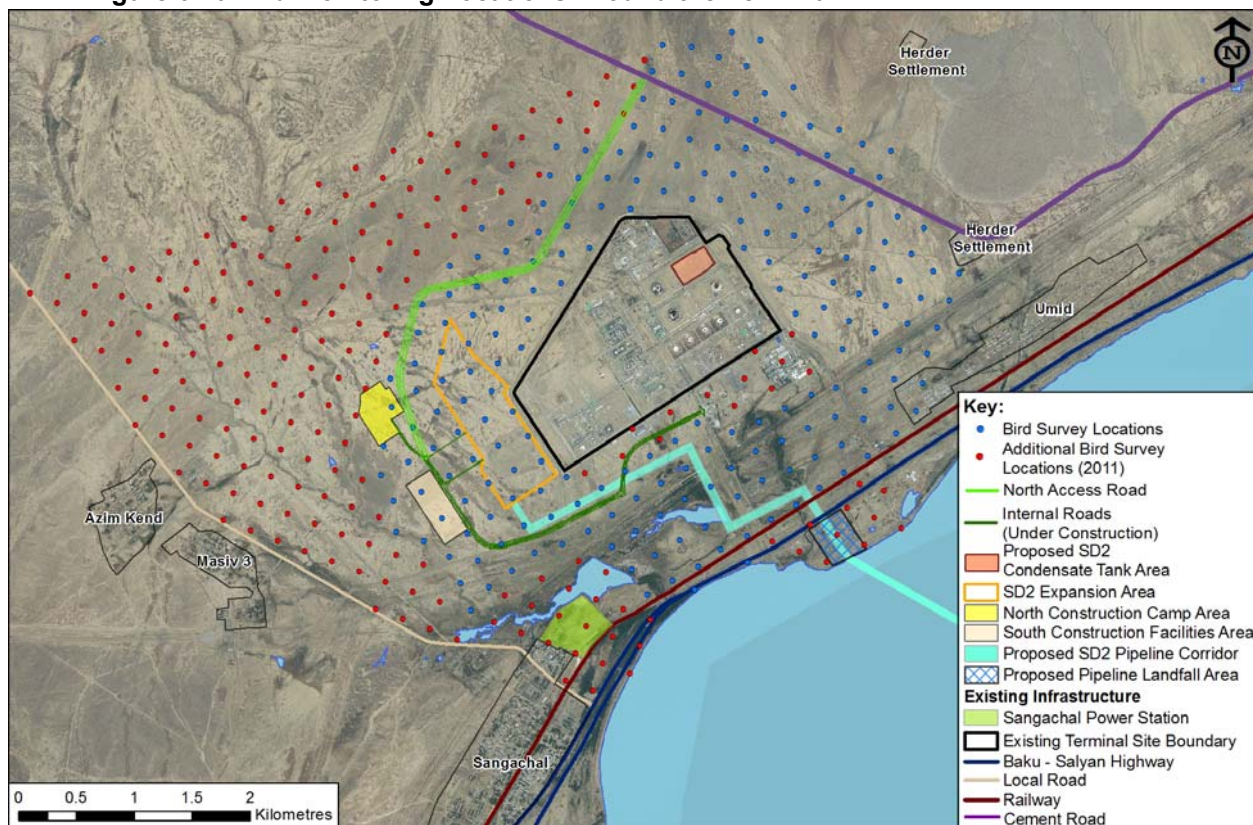 N
Herder
Settlement
Herder
Settlement
Umid
Azim Kend
Masiv 3
Sangachal
Key:
Bird Survey Locations
Additional Bird Survey
Locations (2011)
North Access Road
Internal Roads
(Under Construction)
Proposed SD2
Condensate Tank Area
SD2 Expansion Area
North Construction Camp Area
South Construction Facilities Area
Proposed SD2 Pipeline Corridor
Proposed Pipeline Landfall Area
Existing Infrastructure
Sangachal Power Station
Existing Terminal Site Boundary
Baku - Salyan Highway
Local Road
Railway
Cement Road
0 0.5 1 1.5 2
Kilometres